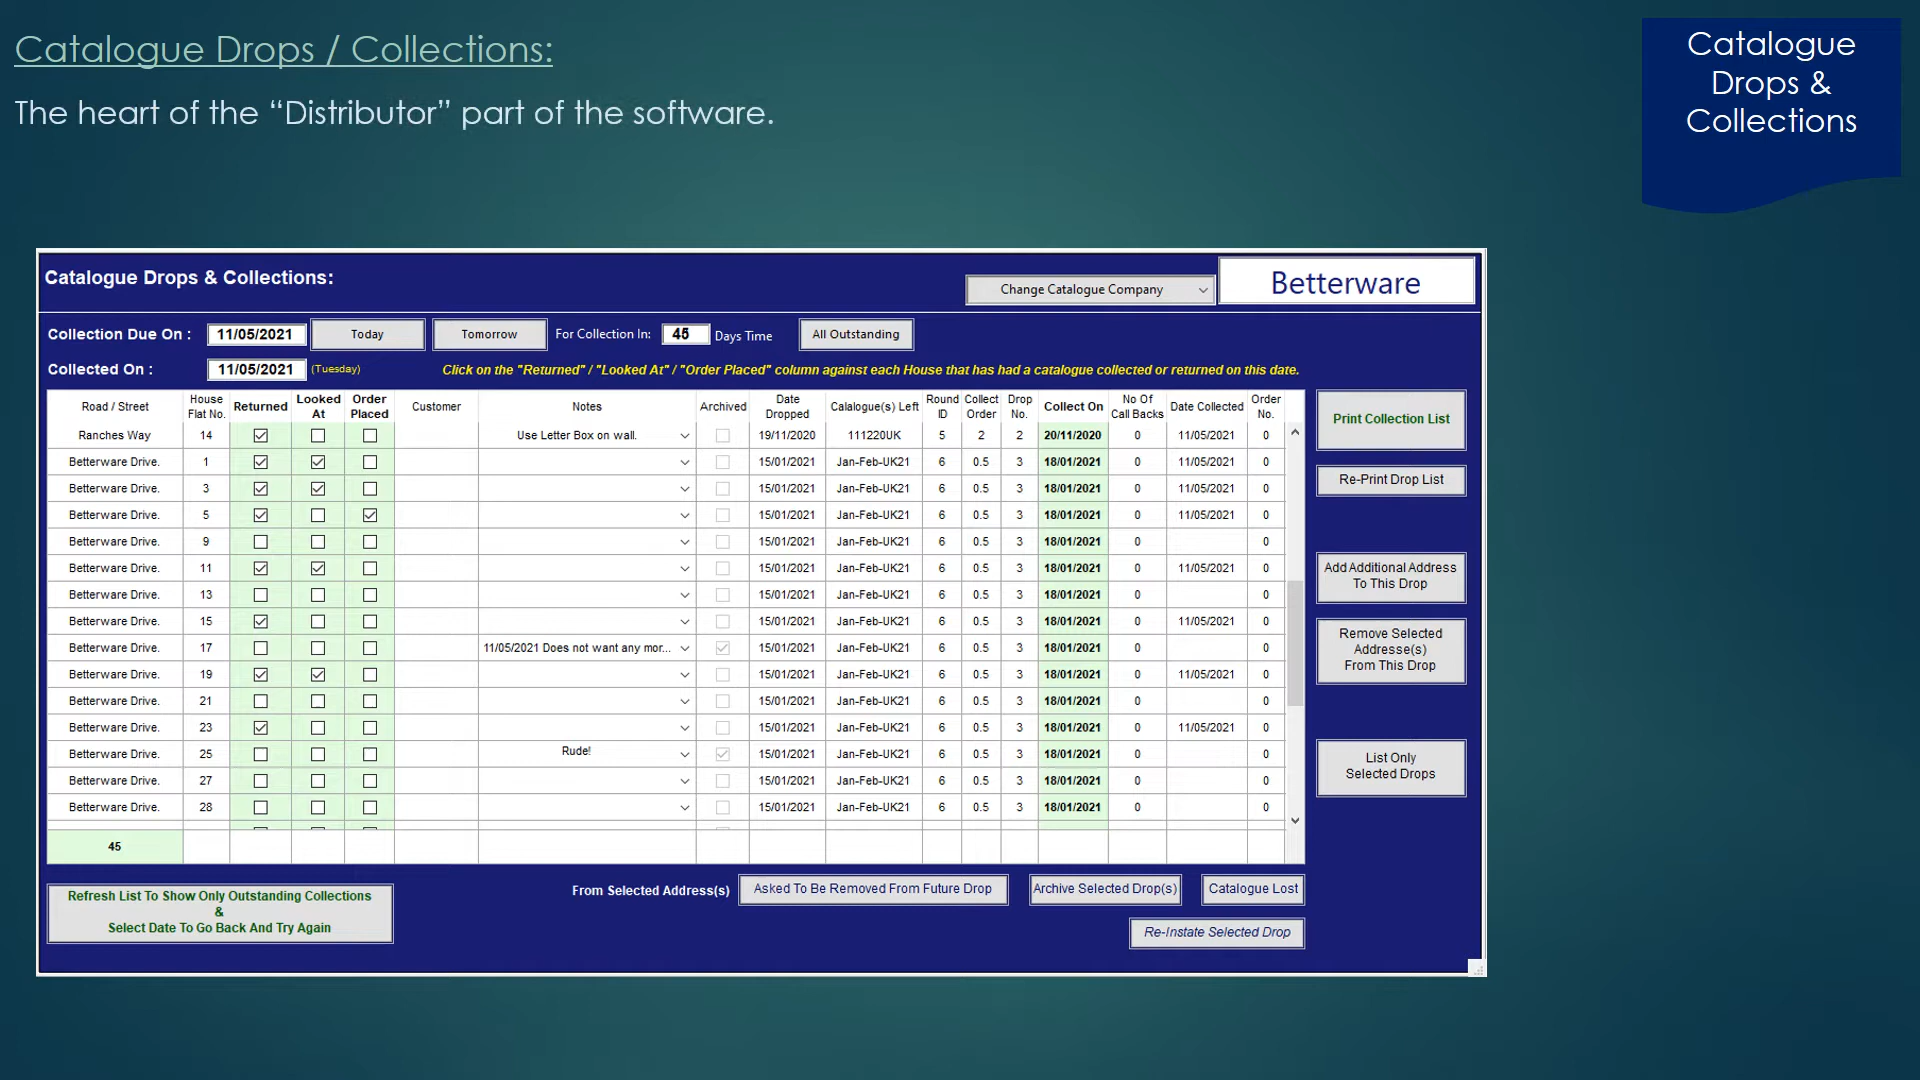 Catalogue Drops / Collections:
The heart of the “Distributor” part of the software.
Catalogue
Drops &
Collections
Catalogue Drops & Collections:
Change Catalogue Company
Betterware
Collection Due On : 11/05/2021 Today Tomorrow For Collection In: 45 Days Time All Outstanding
Collected On : 11/05/2021 (Tuesday) Click on the "Returned" / "Looked At" / "Order Placed" column against each House that has had a catalogue collected or returned on this date.
Road / Street House Flat No. Returned Looked At Order Placed Customer Notes Archived Date Dropped Calalogue(s) Left Round ID Collect Order Drop No. Collect On No Of Call Backs Date Collected Order No.
Ranches Way 14 Use Letter Box on wall. 19/11/2020 111220UK 5 2 2 20/11/2020 0 11/05/2021 0
Betterware Drive. 1 15/01/2021 Jan-Feb-UK21 6 0.5 3 18/01/2021 0 11/05/2021 0
Betterware Drive. 3 15/01/2021 Jan-Feb-UK21 6 0.5 3 18/01/2021 0 11/05/2021 0
Betterware Drive. 5 15/01/2021 Jan-Feb-UK21 6 0.5 3 18/01/2021 0 11/05/2021 0
Betterware Drive. 9 15/01/2021 Jan-Feb-UK21 6 0.5 3 18/01/2021 0 0
Betterware Drive. 11 15/01/2021 Jan-Feb-UK21 6 0.5 3 18/01/2021 0 11/05/2021 0
Betterware Drive. 13 15/01/2021 Jan-Feb-UK21 6 0.5 3 18/01/2021 0 0
Betterware Drive. 15 15/01/2021 Jan-Feb-UK21 6 0.5 3 18/01/2021 0 11/05/2021 0
Betterware Drive. 17 11/05/2021 Does not want any mor... 15/01/2021 Jan-Feb-UK21 6 0.5 3 18/01/2021 0 0
Betterware Drive. 19 15/01/2021 Jan-Feb-UK21 6 0.5 3 18/01/2021 0 11/05/2021 0
Betterware Drive. 21 15/01/2021 Jan-Feb-UK21 6 0.5 3 18/01/2021 0 0
Betterware Drive. 23 15/01/2021 Jan-Feb-UK21 6 0.5 3 18/01/2021 0 11/05/2021 0
Betterware Drive. 25 Rude! 15/01/2021 Jan-Feb-UK21 6 0.5 3 18/01/2021 0 0
Betterware Drive. 27 15/01/2021 Jan-Feb-UK21 6 0.5 3 18/01/2021 0 0
Betterware Drive. 28 15/01/2021 Jan-Feb-UK21 6 0.5 3 18/01/2021 0 0
45
Print Collection List
Re-Print Drop List
Add Additional Address
To This Drop
Remove Selected
Addresse(s)
From This Drop
List Only
Selected Drops
Refresh List To Show Only Outstanding Collections
&
Select Date To Go Back And Try Again
From Selected Address(s) Asked To Be Removed From Future Drop Archive Selected Drop(s) Catalogue Lost
Re-Instate Selected Drop